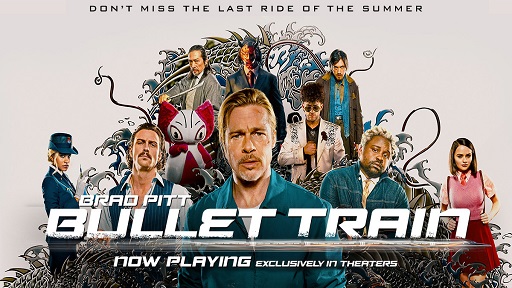 DON'T MISS THE LAST RIDE OF THE SUMMER
BRAD PITT
BULLET TRAIN
NOW PLAYING EXCLUSIVELY IN THEATERS